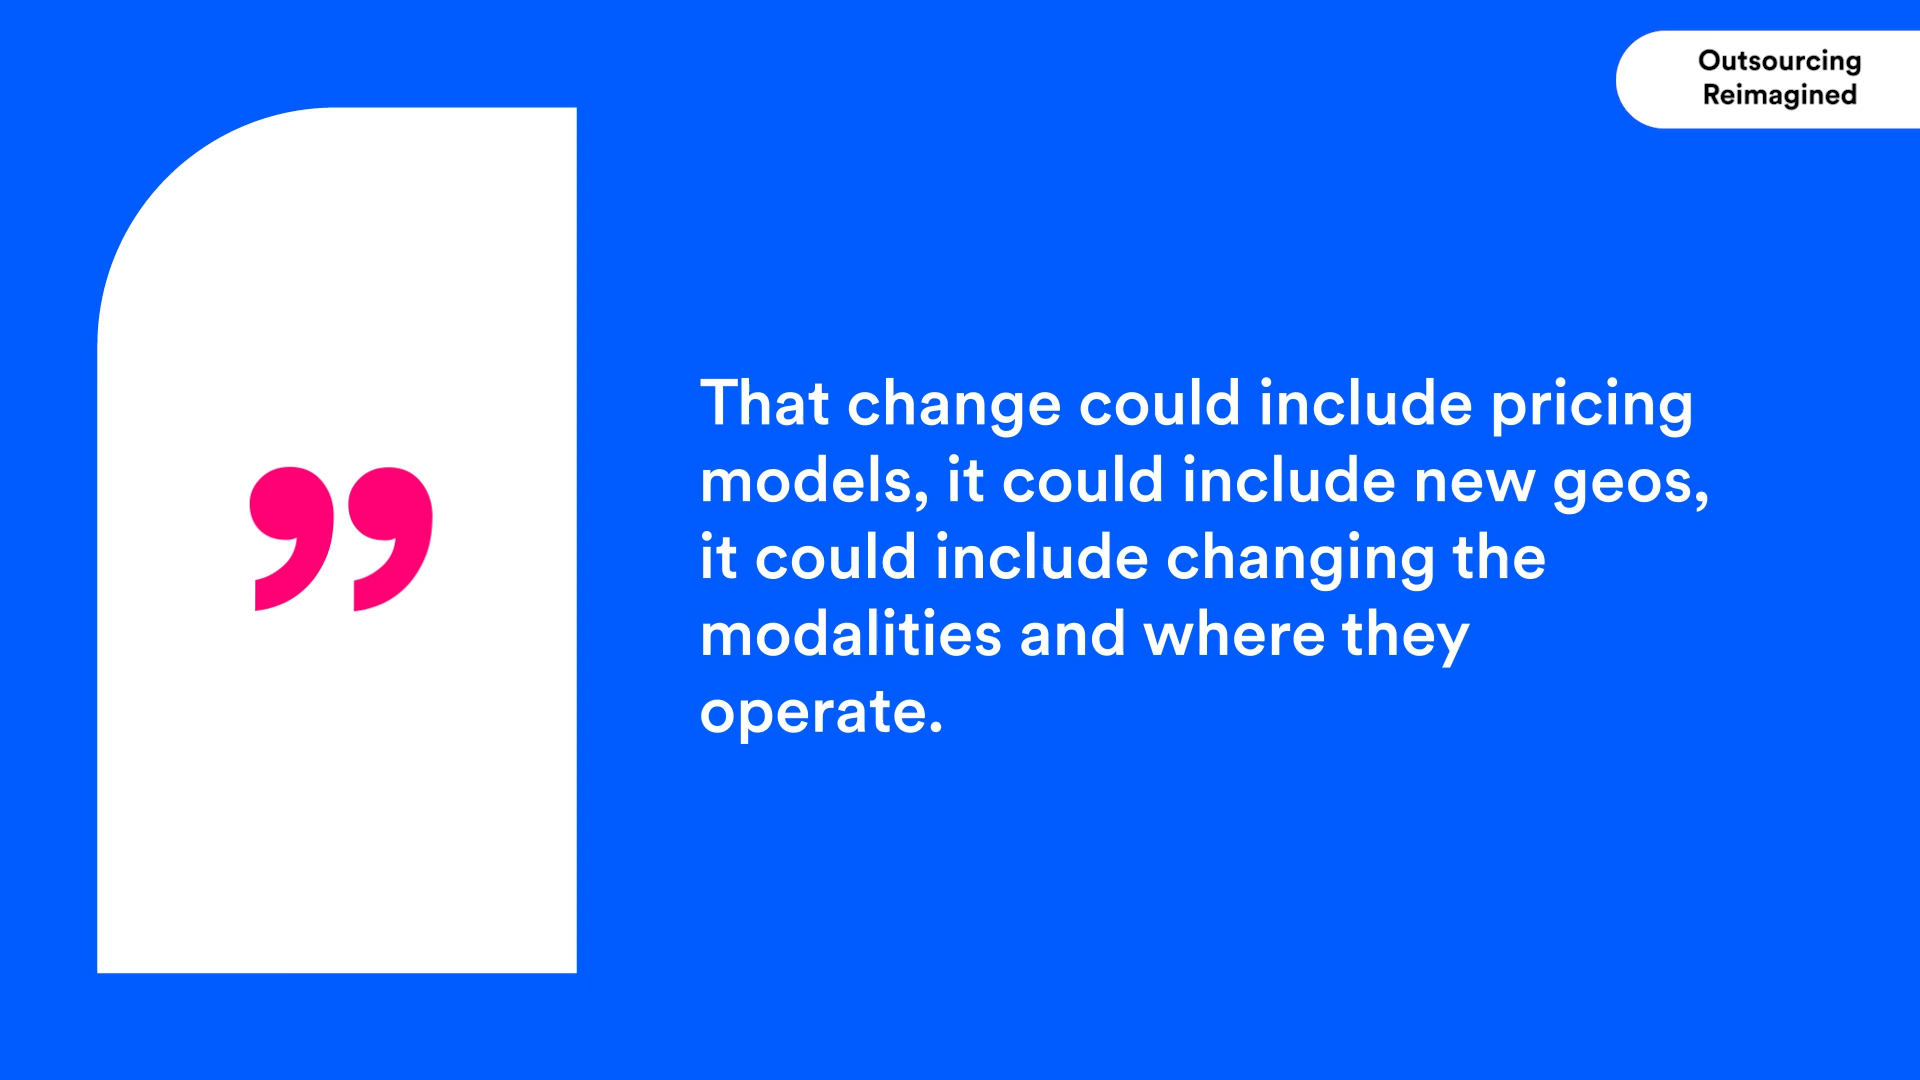 Outsourcing
Reimagined
”
That change could include pricing
models, it could include new geos,
it could include changing the
modalities and where they
operate.